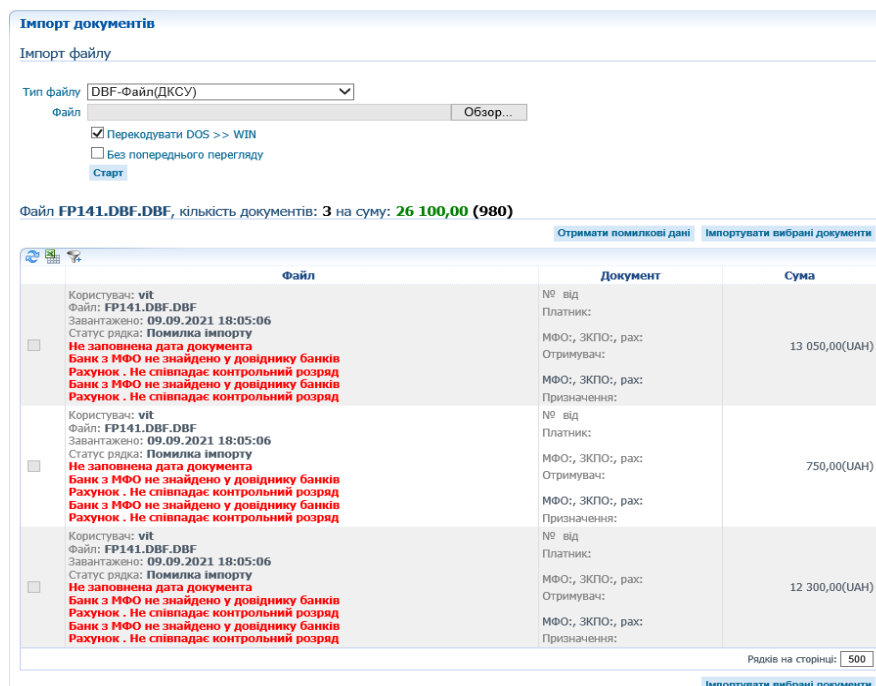 Імпорт документів
Імпорт файлу
Тип файлу DBF-Файл(ДКСУ)
Файл Обзор...
Перекодувати DOS >> WIN
Без попереднього перегляду
Старт
Файл FP141.DBF.DBF, кількість документів: 3 на суму: 26 100,00 (980)
Отримати помилкові дані Імпортувати вибрані документи
Файл Документ Сума
Користувач: vit
Файл: FP141.DBF.DBF
Завантажено: 09.09.2021 18:05:06
Статус рядка: Помилка імпорту
Не заповнена дата документа
Банк з МФО не знайдено у довіднику банків
Рахунок . Не співпадає контрольний розряд
Банк з МФО не знайдено у довіднику банків
Рахунок . Не співпадає контрольний розряд
№ від
Платник:
МФО:, ЗКПО:, рах:
Отримувач:
МФО:, ЗКПО:, рах:
Призначення:
13 050,00(UAH)
Користувач: vit
Файл: FP141.DBF.DBF
Завантажено: 09.09.2021 18:05:06
Статус рядка: Помилка імпорту
Не заповнена дата документа
Банк з МФО не знайдено у довіднику банків
Рахунок . Не співпадає контрольний розряд
Банк з МФО не знайдено у довіднику банків
Рахунок . Не співпадає контрольний розряд
№ від
Платник:
МФО:, ЗКПО:, рах:
Отримувач:
МФО:, ЗКПО:, рах:
Призначення:
750,00(UAH)
Користувач: vit
Файл: FP141.DBF.DBF
Завантажено: 09.09.2021 18:05:06
Статус рядка: Помилка імпорту
Не заповнена дата документа
Банк з МФО не знайдено у довіднику банків
Рахунок . Не співпадає контрольний розряд
Банк з МФО не знайдено у довіднику банків
Рахунок . Не співпадає контрольний розряд
№ від
Платник:
МФО:, ЗКПО:, рах:
Отримувач:
МФО:, ЗКПО:, рах:
Призначення:
12 300,00(UAH)
Рядків на сторінці: 500
Імпортувати вибрані документи